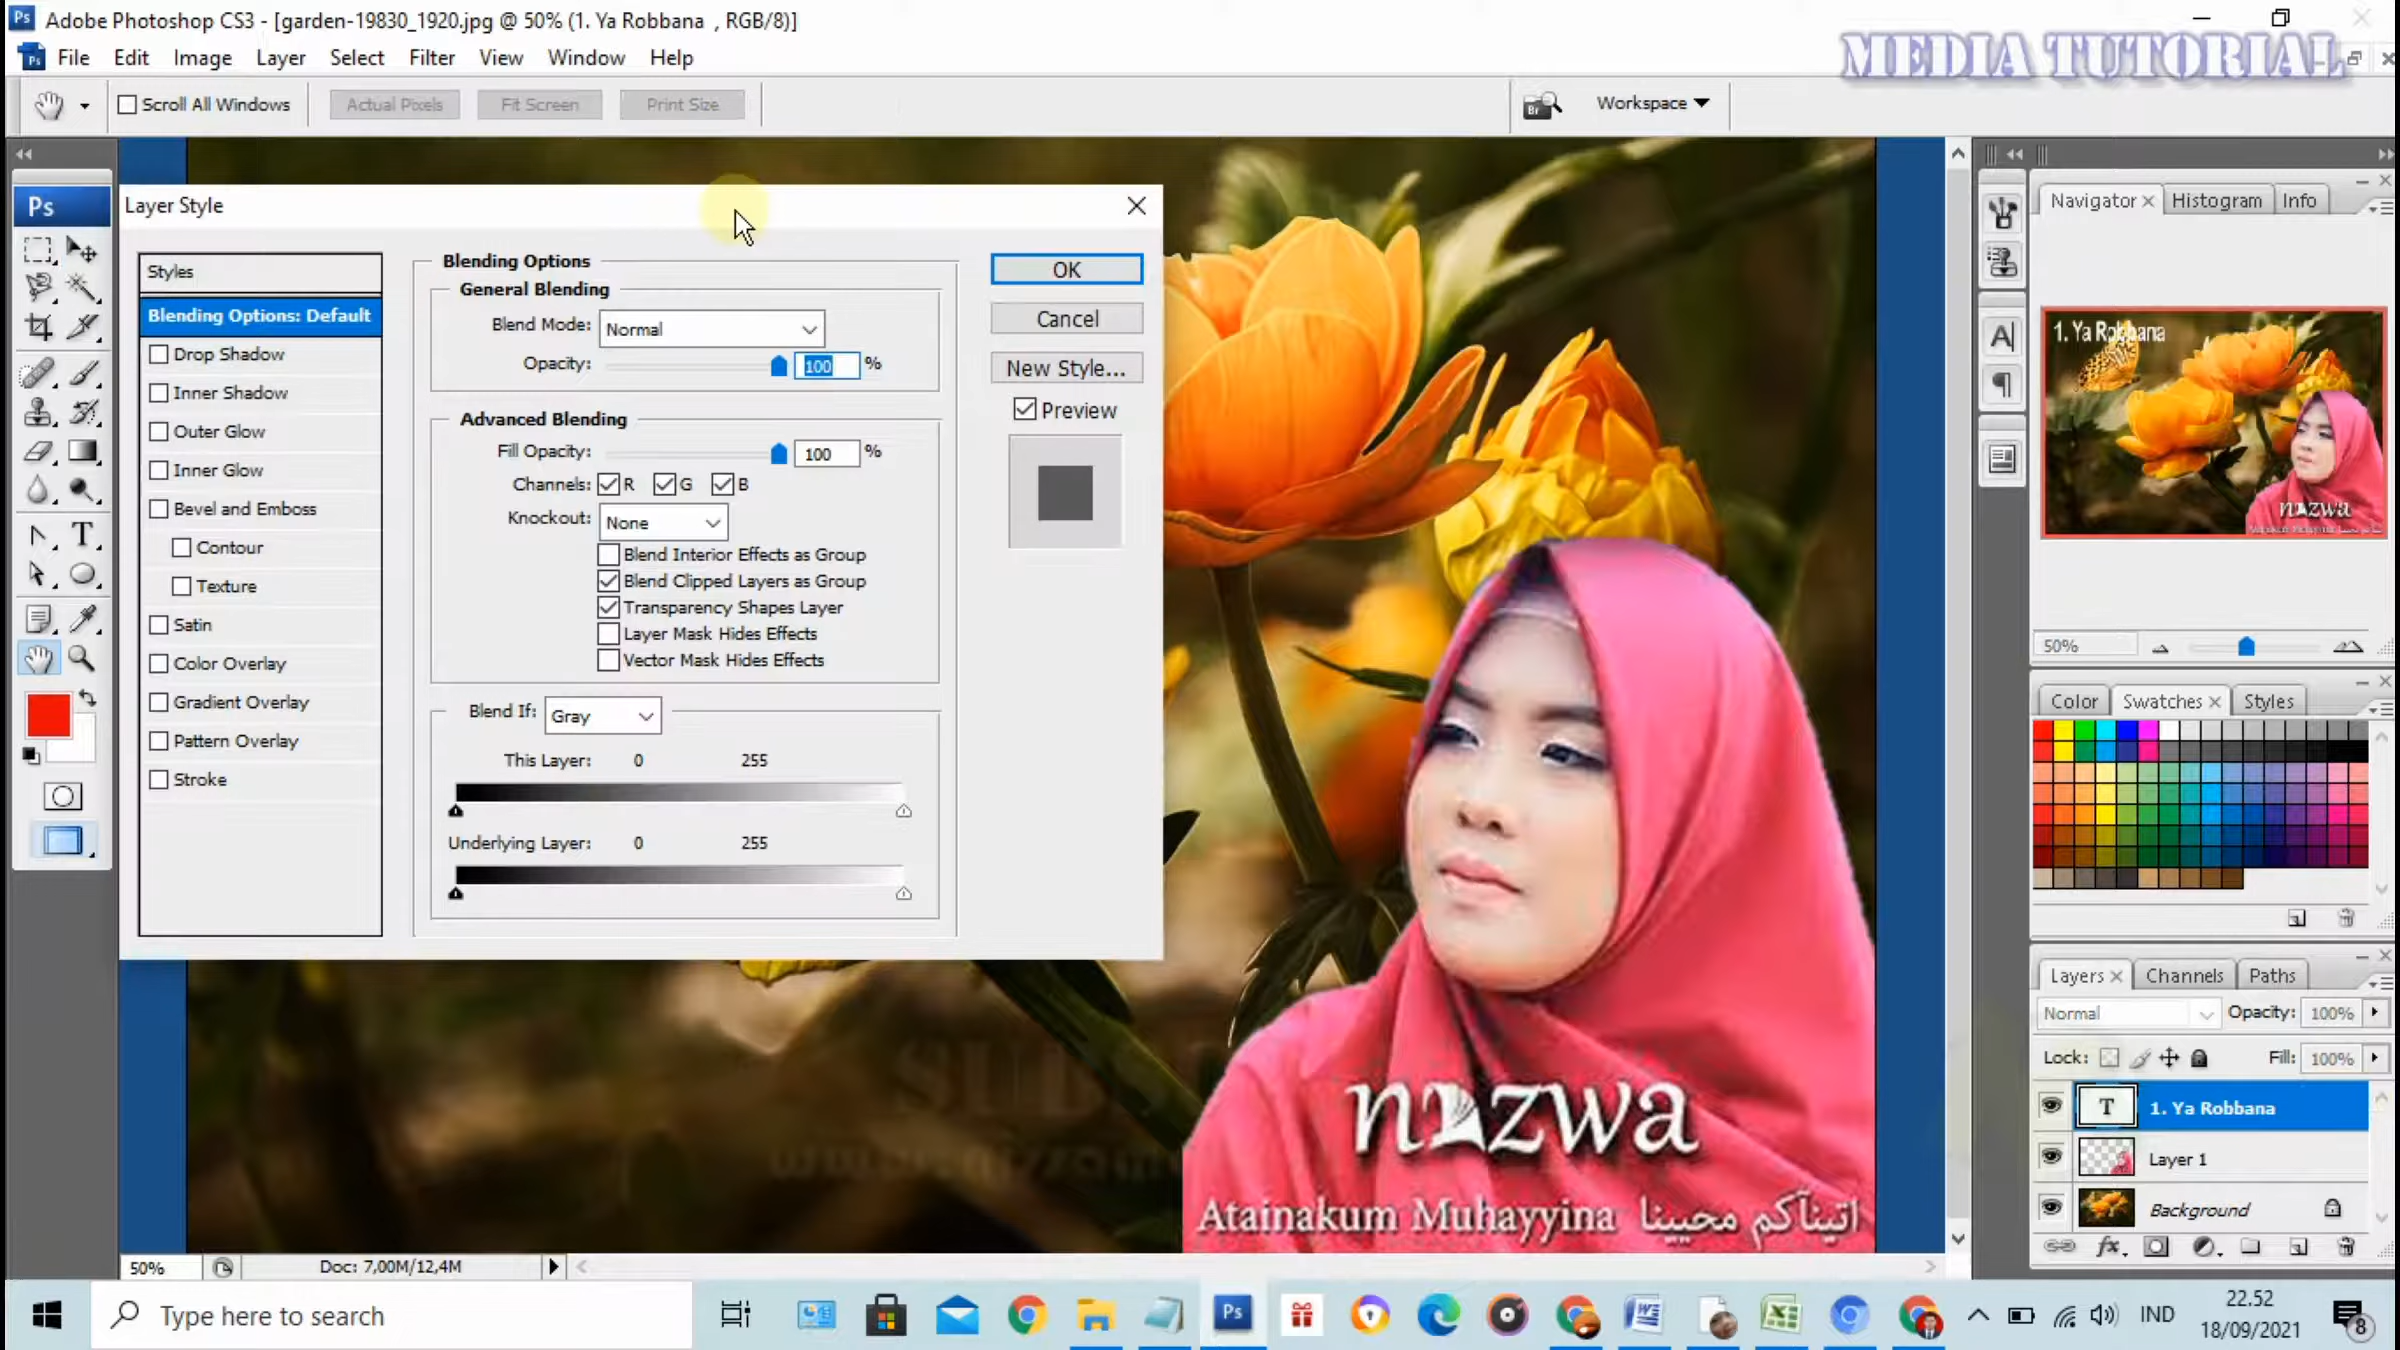 Adobe Photoshop CS3 - [garden-19830_1920.jpg @ 50% (1. Ya Robbana , RGB/8)]
File Edit Image Layer Select Filter View Window Help
MEDIA TUTORIAL
Scroll All Windows Actual Pixels Fit Screen Print Size Workspace
Ps
Layer Style
Styles
Blending Options: Default
Drop Shadow
Inner Shadow
Outer Glow
Inner Glow
Bevel and Emboss
Contour
Texture
Satin
Color Overlay
Gradient Overlay
Pattern Overlay
Stroke
Blending Options
General Blending
Blend Mode: Normal
Opacity: 100 %
Advanced Blending
Fill Opacity: 100 %
Channels: R G B
Knockout: None
Blend Interior Effects as Group
Blend Clipped Layers as Group
Transparency Shapes Layer
Layer Mask Hides Effects
Vector Mask Hides Effects
Blend If: Gray
This Layer: 0 255
Underlying Layer: 0 255
OK
Cancel
New Style...
Preview
nazwa
Atainakum Muhayyina اتيناكم محيينا
Navigator Histogram Info
1. Ya Robbana
nazwa
50%
Color Swatches Styles
Layers Channels Paths
Normal Opacity: 100%
Lock: Fill: 100%
T 1. Ya Robbana
Layer 1
Background
50% Doc: 7,00M/12,4M
Type here to search
IND
22.52
18/09/2021
8